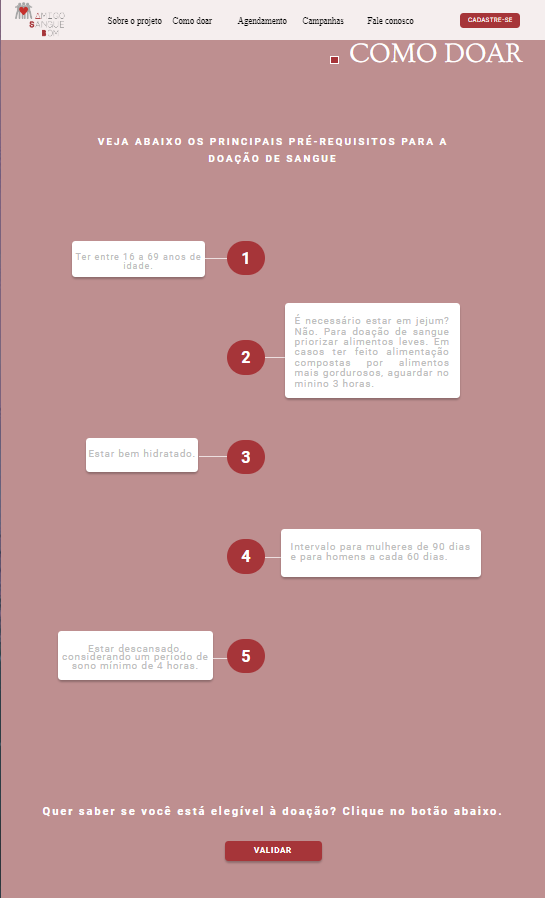 AMIGO
SANGUE
BOM
Sobre o projeto Como doar Agendamento Campanhas Fale conosco CADASTRE-SE
COMO DOAR
VEJA ABAIXO OS PRINCIPAIS PRÉ-REQUISITOS PARA A
DOAÇÃO DE SANGUE
Ter entre 16 a 69 anos de
idade.
1
É necessário estar em jejum?
Não. Para doação de sangue
priorizar alimentos leves. Em
casos ter feito alimentação
compostas por alimentos
mais gordurosos, aguardar no
mínino 3 horas.
2
Estar bem hidratado.
3
4
Intervalo para mulheres de 90 dias
e para homens a cada 60 dias.
Estar descansado,
considerando um período de
sono mínimo de 4 horas.
5
Quer saber se você está elegível à doação? Clique no botão abaixo.
VALIDAR